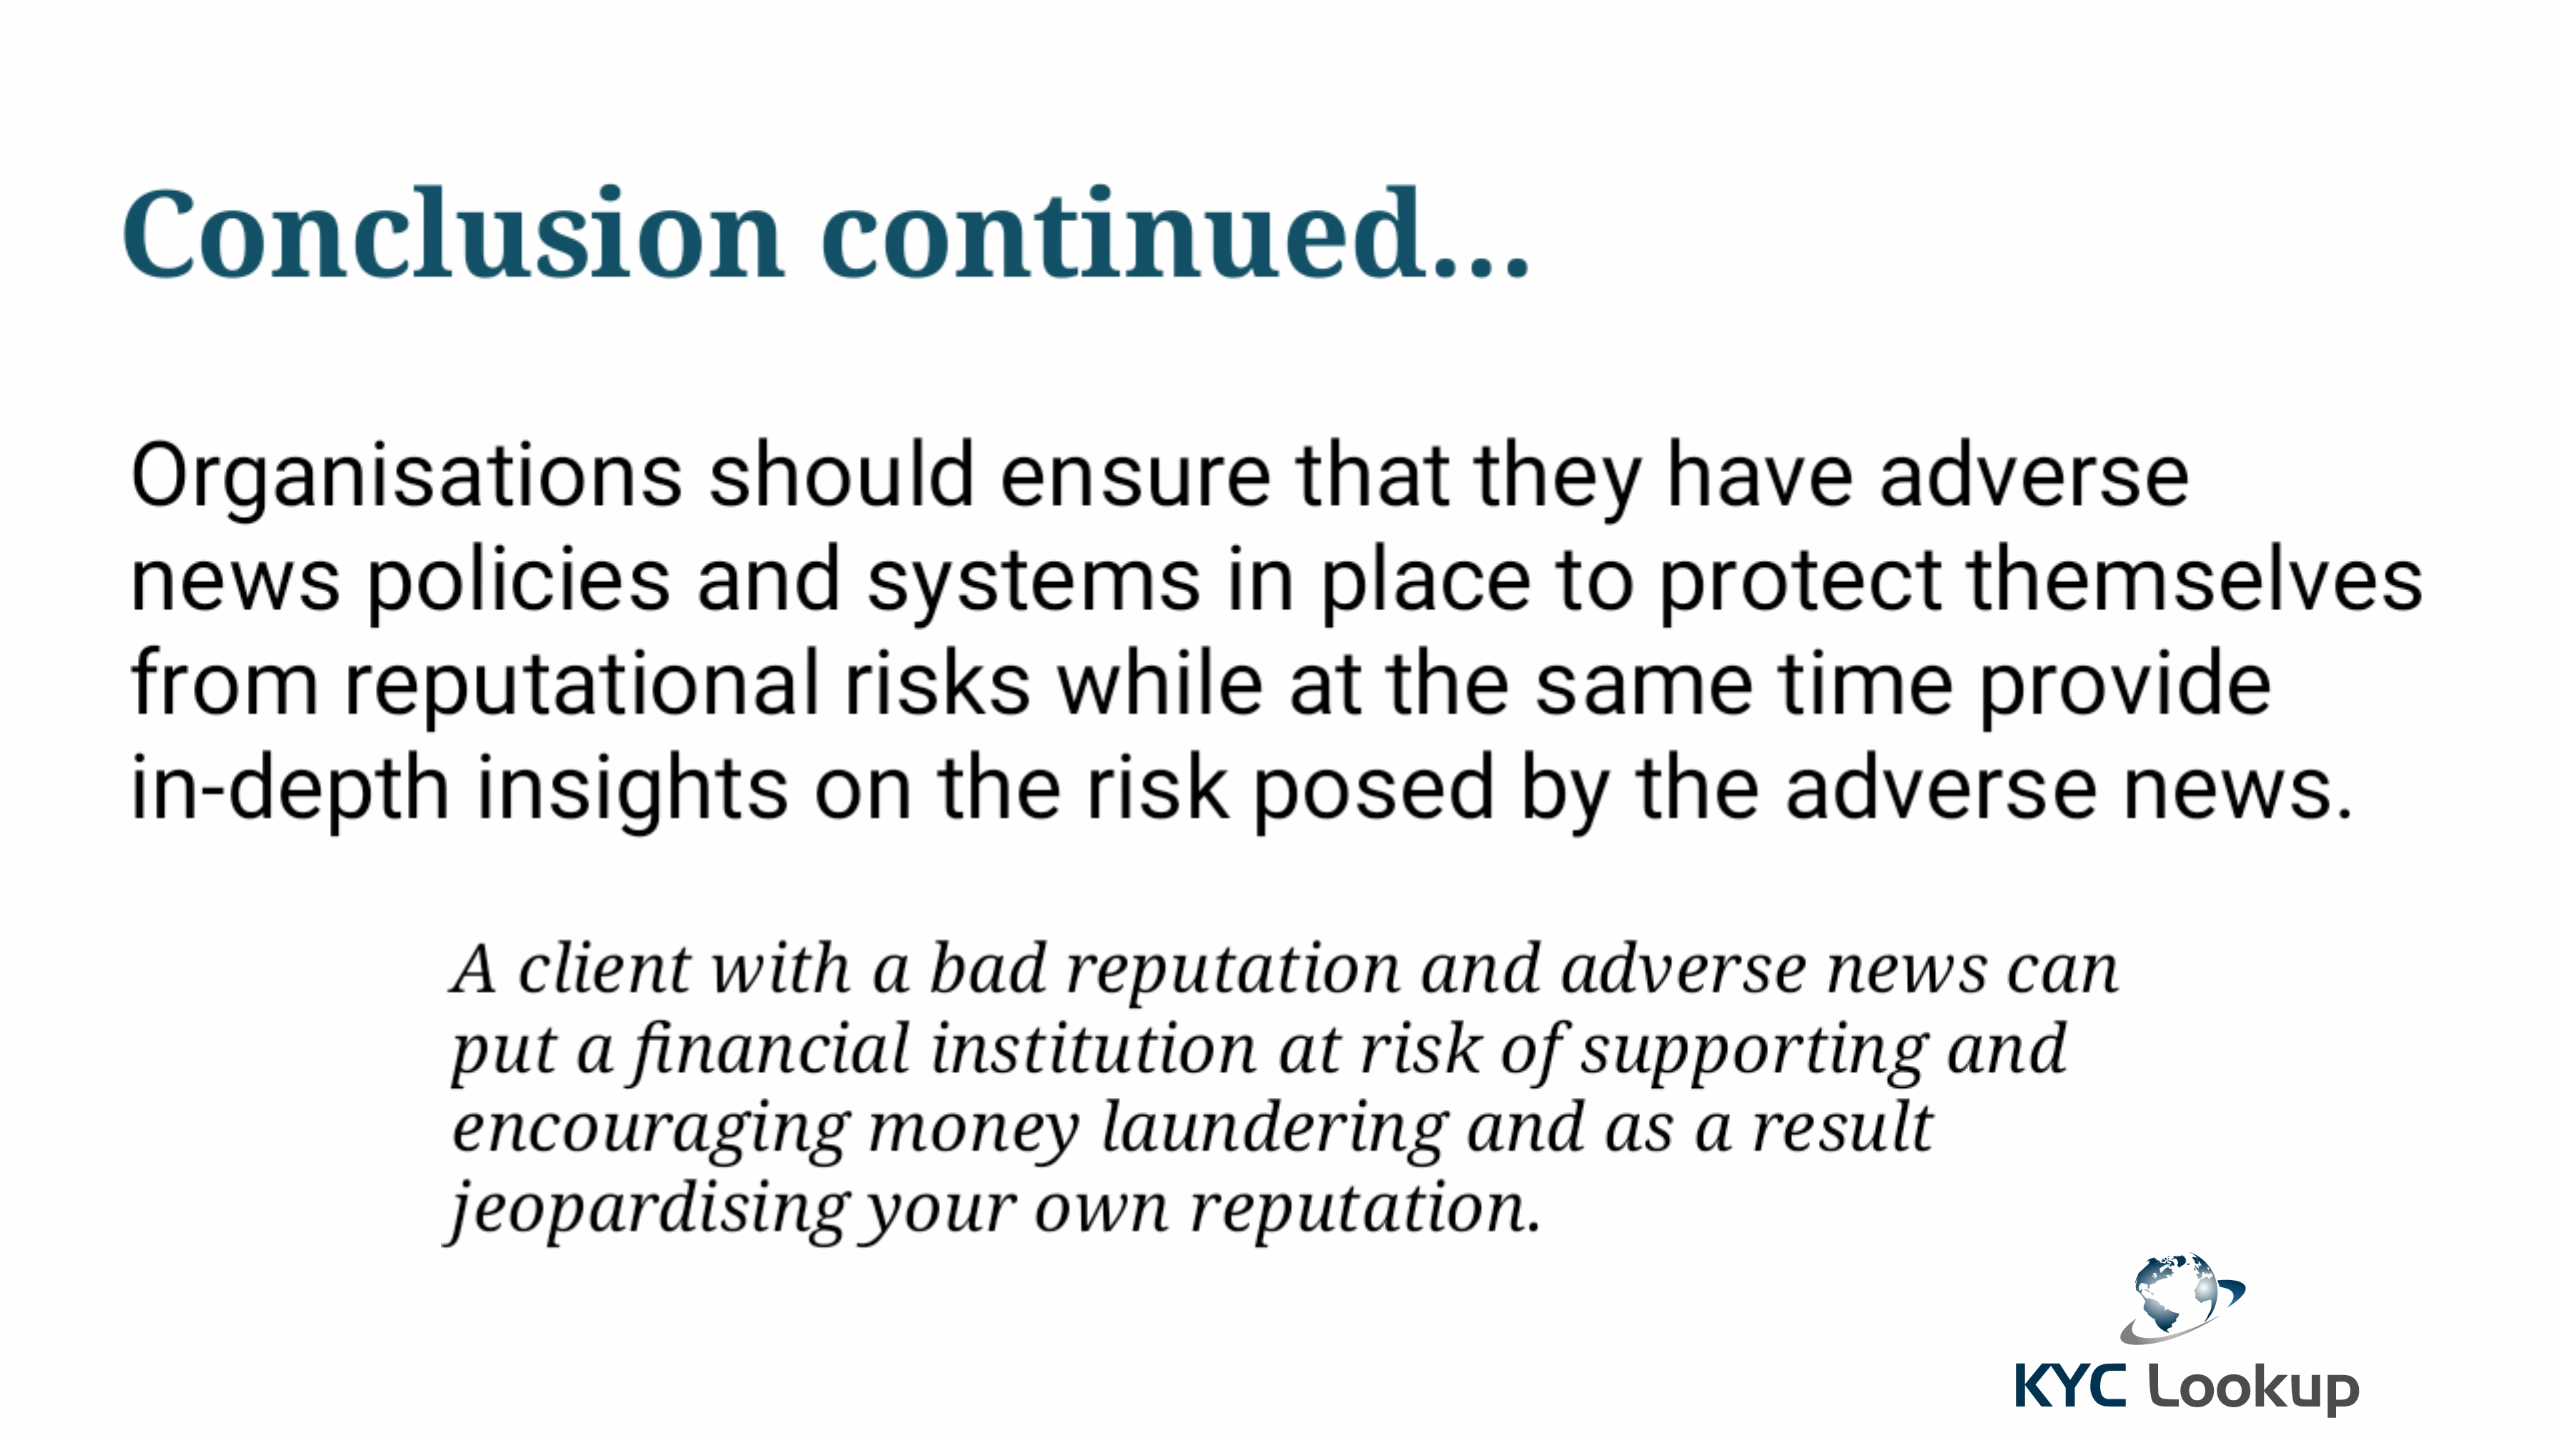 Conclusion continued...
Organisations should ensure that they have adverse
news policies and systems in place to protect themselves
from reputational risks while at the same time provide
in-depth insights on the risk posed by the adverse news.
A client with a bad reputation and adverse news can
put a financial institution at risk of supporting and
encouraging money laundering and as a result
jeopardising your own reputation.
KYC Lookup